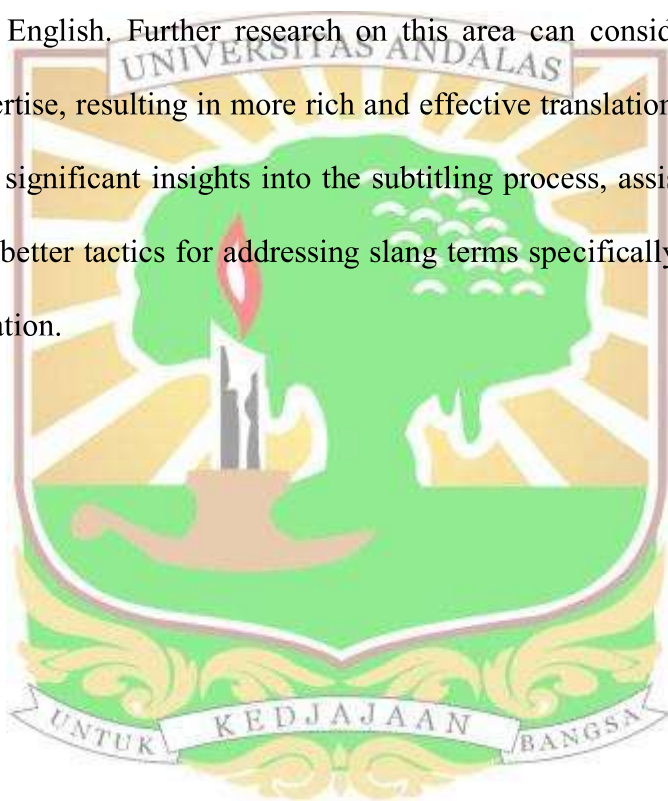 English. Further research on this area can consid
UNIVERSITAS ANDALAS
ertise, resulting in more rich and effective translation
significant insights into the subtitling process, assis
better tactics for addressing slang terms specifically
ation.
UNTUK KEDJAJAAN BANGSA